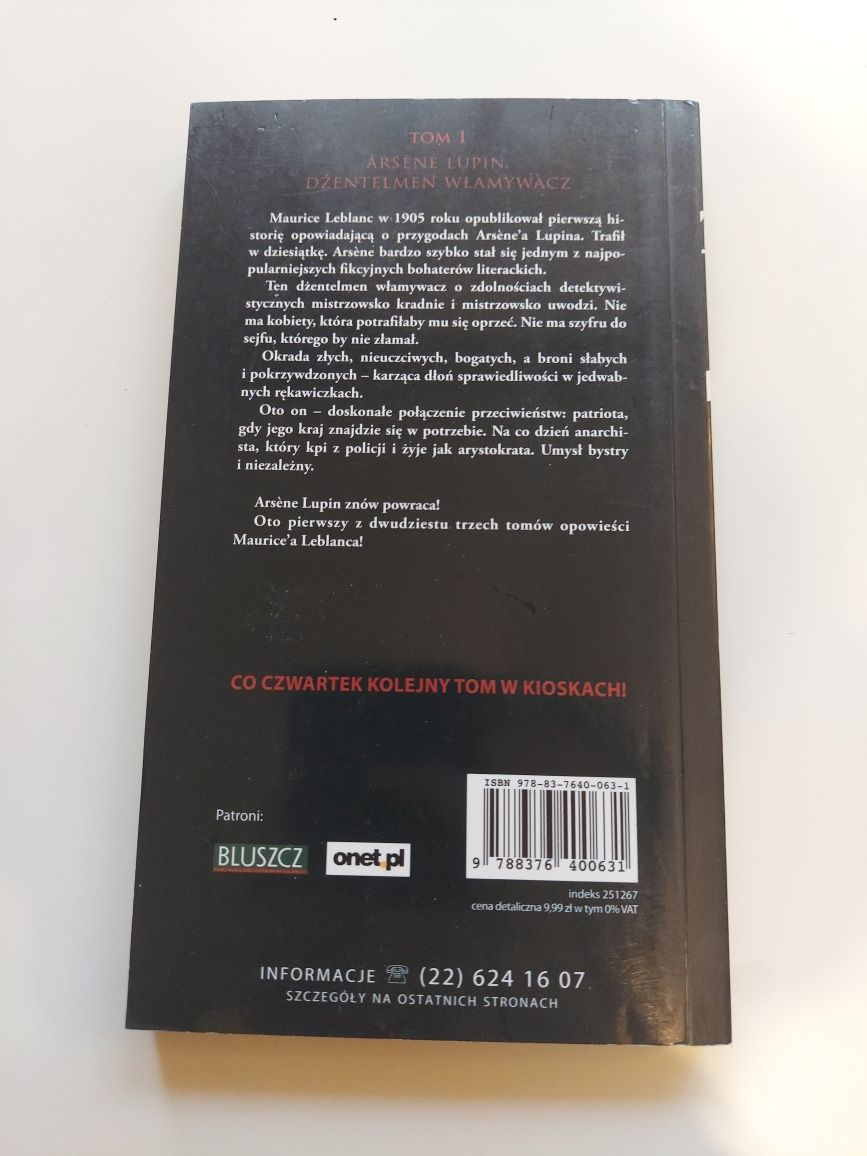 TOM 1
ARSÈNE LUPIN,
DŻENTELMEN WŁAMYWACZ
Maurice Leblanc w 1905 roku opublikował pierwszą hi-
storię opowiadającą o przygodach Arsène'a Lupina. Trafił
w dziesiątkę. Arsène bardzo szybko stał się jednym z najpo-
pularniejszych fikcyjnych bohaterów literackich.
Ten dżentelmen włamywacz o zdolnościach detektywi-
stycznych mistrzowsko kradnie i mistrzowsko uwodzi. Nie
ma kobiety, która potrafiłaby mu się oprzeć. Nie ma szyfru do
sejfu, którego by nie złamał.
Okrada złych, nieuczciwych, bogatych, a broni słabych
i pokrzywdzonych – karząca dłoń sprawiedliwości w jedwab-
nych rękawiczkach.
Oto on – doskonałe połączenie przeciwieństw: patriota,
gdy jego kraj znajdzie się w potrzebie. Na co dzień anarchi-
sta, który kpi z policji i żyje jak arystokrata. Umysł bystry
i niezależny.
Arsène Lupin znów powraca!
Oto pierwszy z dwudziestu trzech tomów opowieści
Maurice'a Leblanca!
CO CZWARTEK KOLEJNY TOM W KIOSKACH!
ISBN 978-83-7640-063-1
9 788376 400631
Patroni:
BLUSZCZ
onet.pl
indeks 251267
cena detaliczna 9,99 zł w tym 0% VAT
INFORMACJE ☏ (22) 624 16 07
SZCZEGÓŁY NA OSTATNICH STRONACH